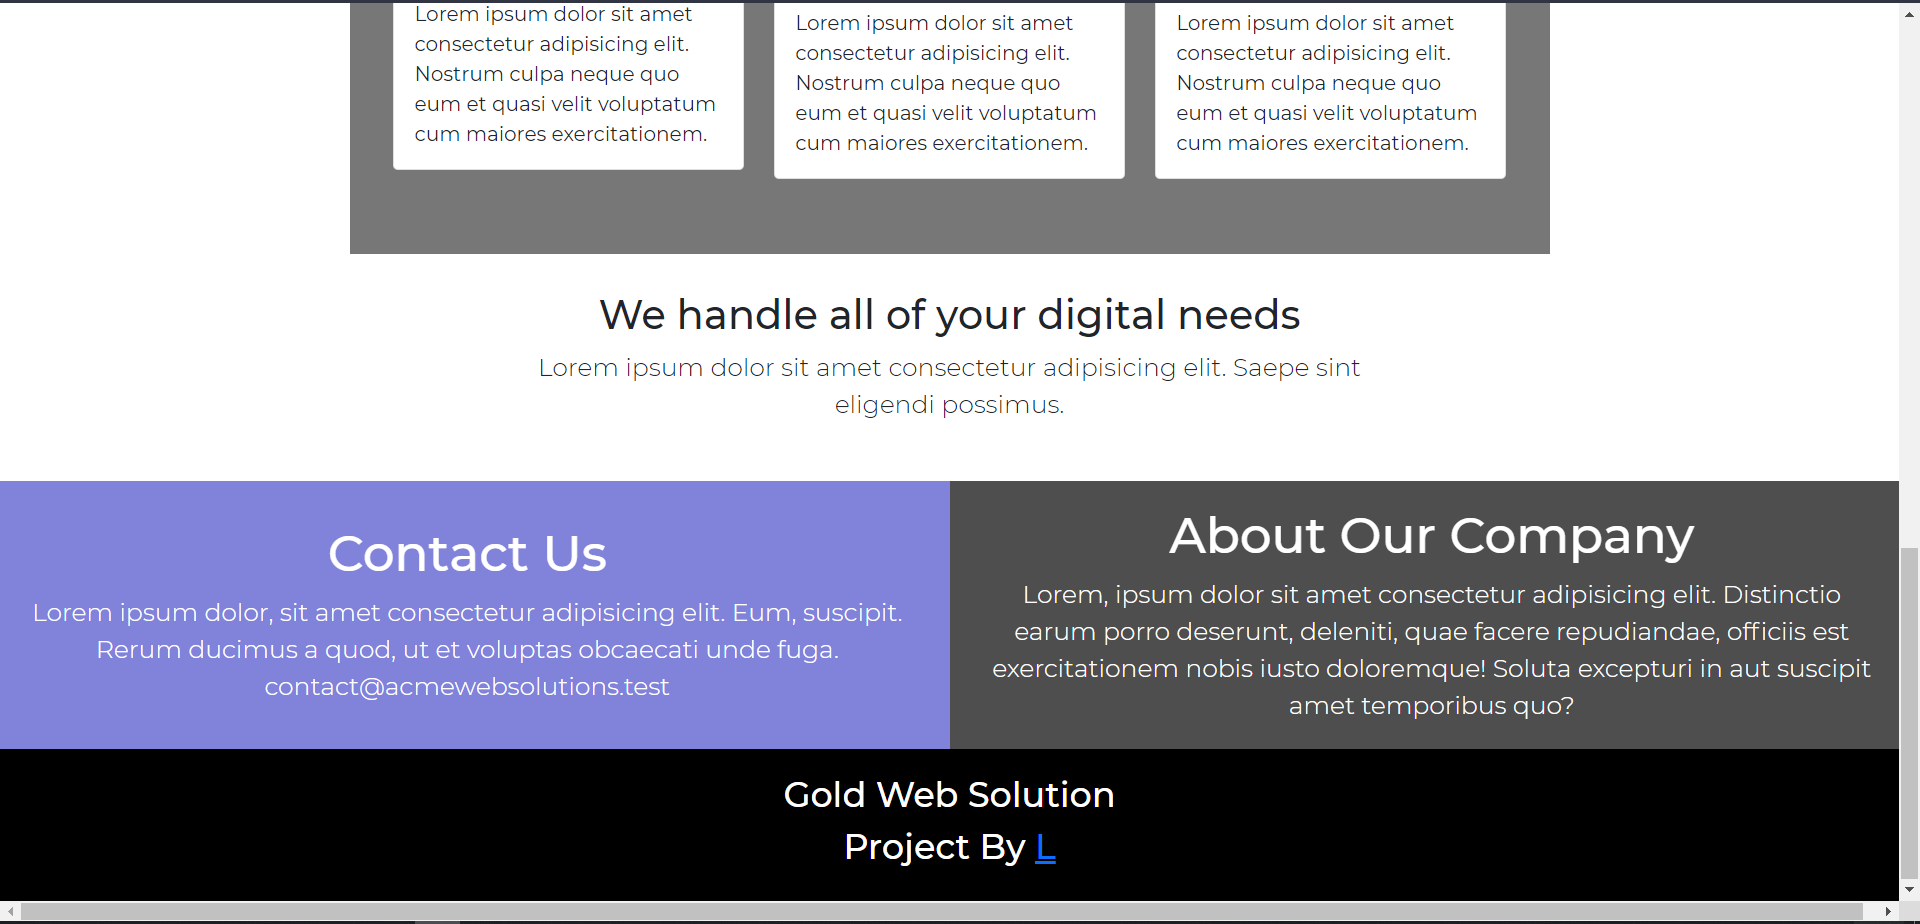 Lorem ipsum dolor sit amet
consectetur adipisicing elit.
Nostrum culpa neque quo
eum et quasi velit voluptatum
cum maiores exercitationem.
Lorem ipsum dolor sit amet
consectetur adipisicing elit.
Nostrum culpa neque quo
eum et quasi velit voluptatum
cum maiores exercitationem.
Lorem ipsum dolor sit amet
consectetur adipisicing elit.
Nostrum culpa neque quo
eum et quasi velit voluptatum
cum maiores exercitationem.
We handle all of your digital needs
Lorem ipsum dolor sit amet consectetur adipisicing elit. Saepe sint
eligendi possimus.
Contact Us
Lorem ipsum dolor, sit amet consectetur adipisicing elit. Eum, suscipit.
Rerum ducimus a quod, ut et voluptas obcaecati unde fuga.
contact@acmewebsolutions.test
About Our Company
Lorem, ipsum dolor sit amet consectetur adipisicing elit. Distinctio
earum porro deserunt, deleniti, quae facere repudiandae, officiis est
exercitationem nobis iusto doloremque! Soluta excepturi in aut suscipit
amet temporibus quo?
Gold Web Solution
Project By L